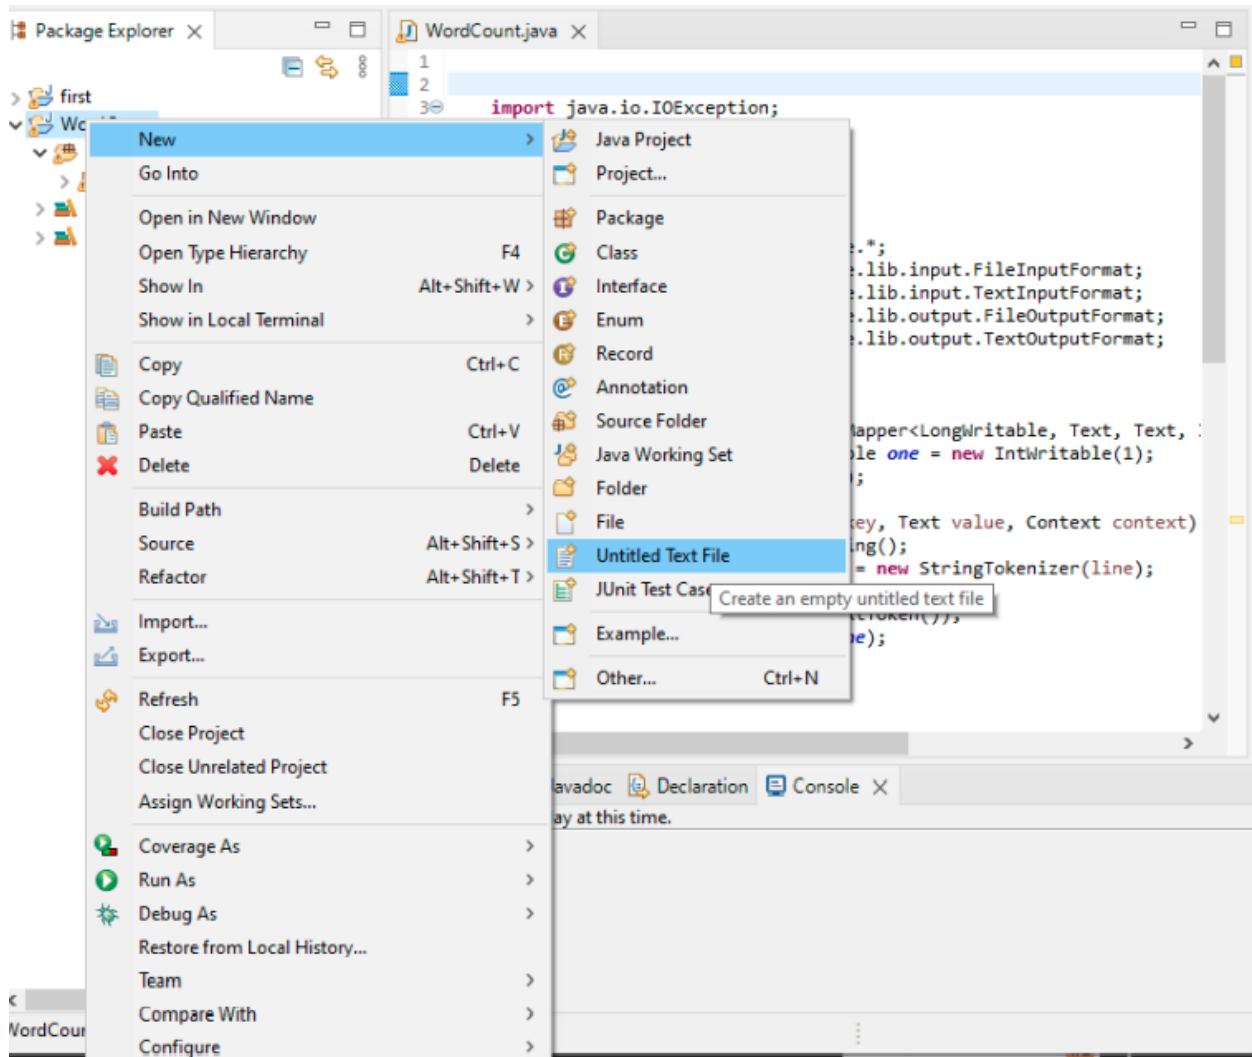 Package Explorer
first
New
Go Into
Open in New Window
Open Type Hierarchy F4
Show In Alt+Shift+W
Show in Local Terminal
Copy Ctrl+C
Copy Qualified Name
Paste Ctrl+V
Delete Delete
Build Path
Source Alt+Shift+S
Refactor Alt+Shift+T
Import...
Export...
Refresh F5
Close Project
Close Unrelated Project
Assign Working Sets...
Coverage As
Run As
Debug As
Restore from Local History...
Team
Compare With
Configure
Java Project
Project...
Package
Class
Interface
Enum
Record
Annotation
Source Folder
Java Working Set
Folder
File
Untitled Text File
JUnit Test Case
Create an empty untitled text file
Example...
Other... Ctrl+N
WordCount.java
1
2
3 import java.io.IOException;
.*;
.lib.input.FileInputFormat;
.lib.input.TextInputFormat;
.lib.output.FileOutputFormat;
.lib.output.TextOutputFormat;
Mapper<LongWritable, Text, Text,
one = new IntWritable(1);
;
key, Text value, Context context)
ing();
= new StringTokenizer(line);
);
Declaration Console
at this time.